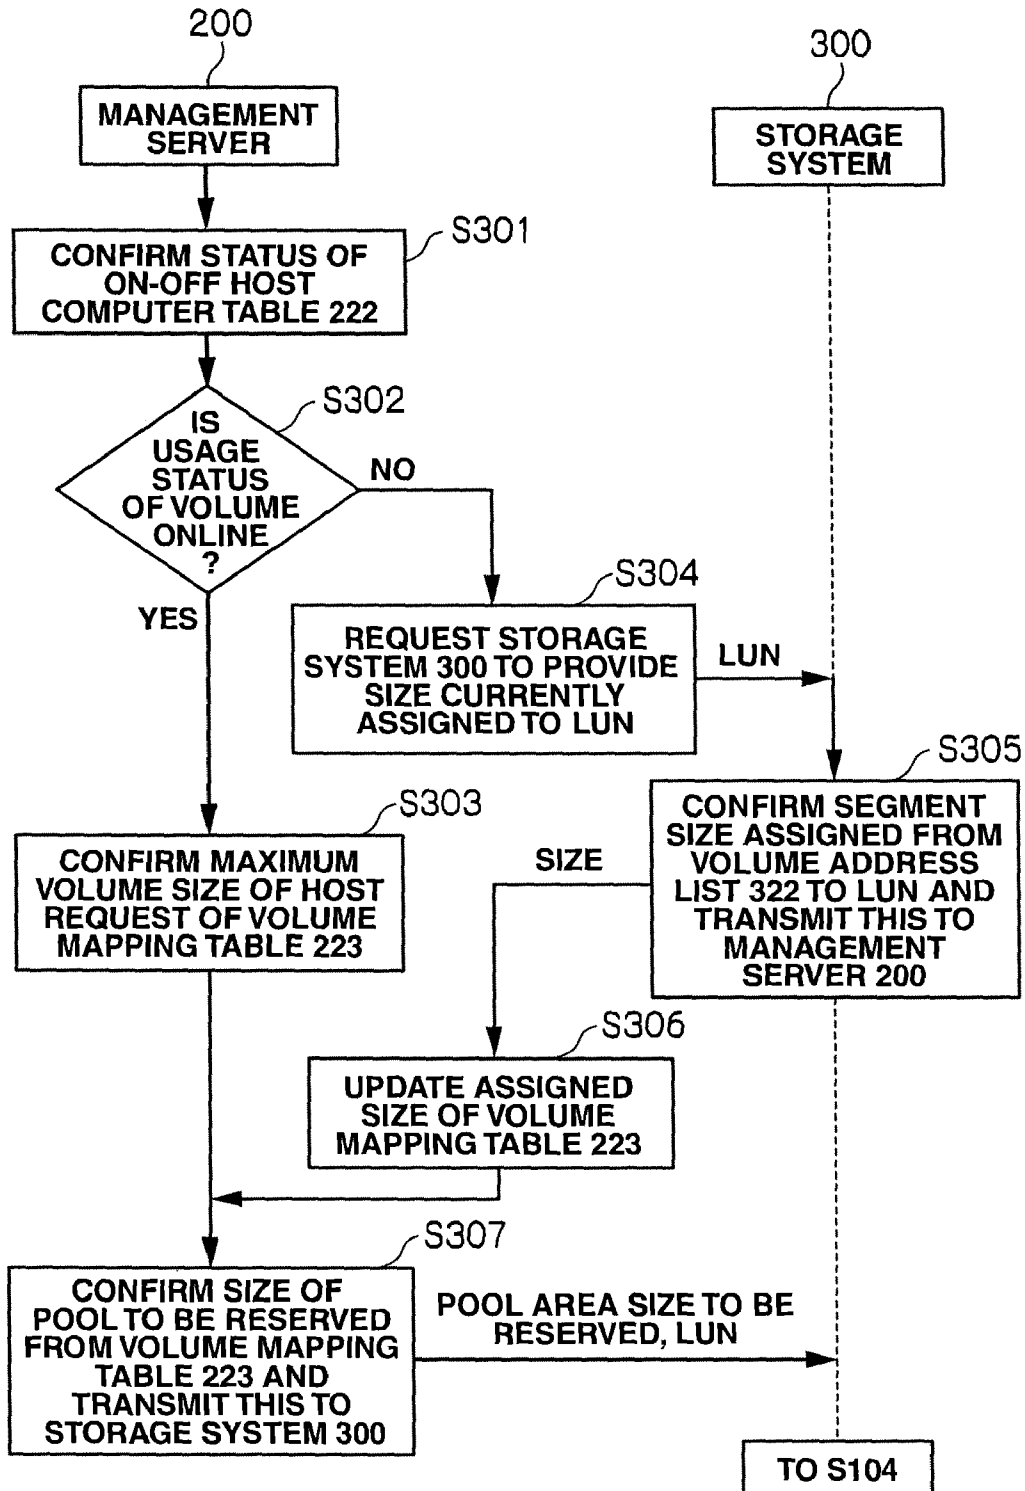 200
300
MANAGEMENT
SERVER
STORAGE
SYSTEM
S301
CONFIRM STATUS OF
ON-OFF HOST
COMPUTER TABLE 222
S302
IS
USAGE
STATUS
OF VOLUME
ONLINE
?
NO
YES
S304
REQUEST STORAGE
SYSTEM 300 TO PROVIDE
SIZE CURRENTLY
ASSIGNED TO LUN
LUN
S305
CONFIRM SEGMENT
SIZE ASSIGNED FROM
VOLUME ADDRESS
LIST 322 TO LUN AND
TRANSMIT THIS TO
MANAGEMENT
SERVER 200
S303
CONFIRM MAXIMUM
VOLUME SIZE OF HOST
REQUEST OF VOLUME
MAPPING TABLE 223
SIZE
S306
UPDATE ASSIGNED
SIZE OF VOLUME
MAPPING TABLE 223
S307
CONFIRM SIZE OF
POOL TO BE RESERVED
FROM VOLUME MAPPING
TABLE 223 AND
TRANSMIT THIS TO
STORAGE SYSTEM 300
POOL AREA SIZE TO BE
RESERVED, LUN
TO S104